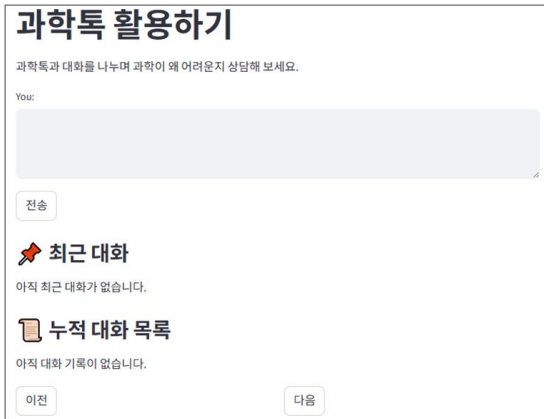 과학톡 활용하기
과학톡과 대화를 나누며 과학이 왜 어려운지 상담해 보세요.
You:
전송
📌 최근 대화
아직 최근 대화가 없습니다.
📜 누적 대화 목록
아직 대화 기록이 없습니다.
이전 다음